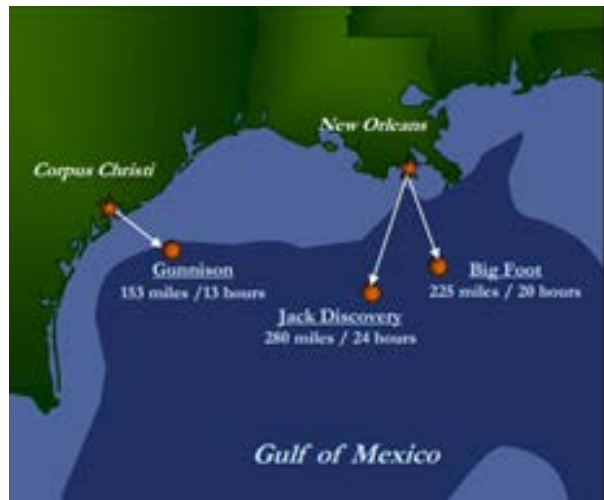 New Orleans
Corpus Christi
Gunnison
153 miles /13 hours
Big Foot
225 miles / 20 hours
Jack Discovery
280 miles / 24 hours
Gulf of Mexico